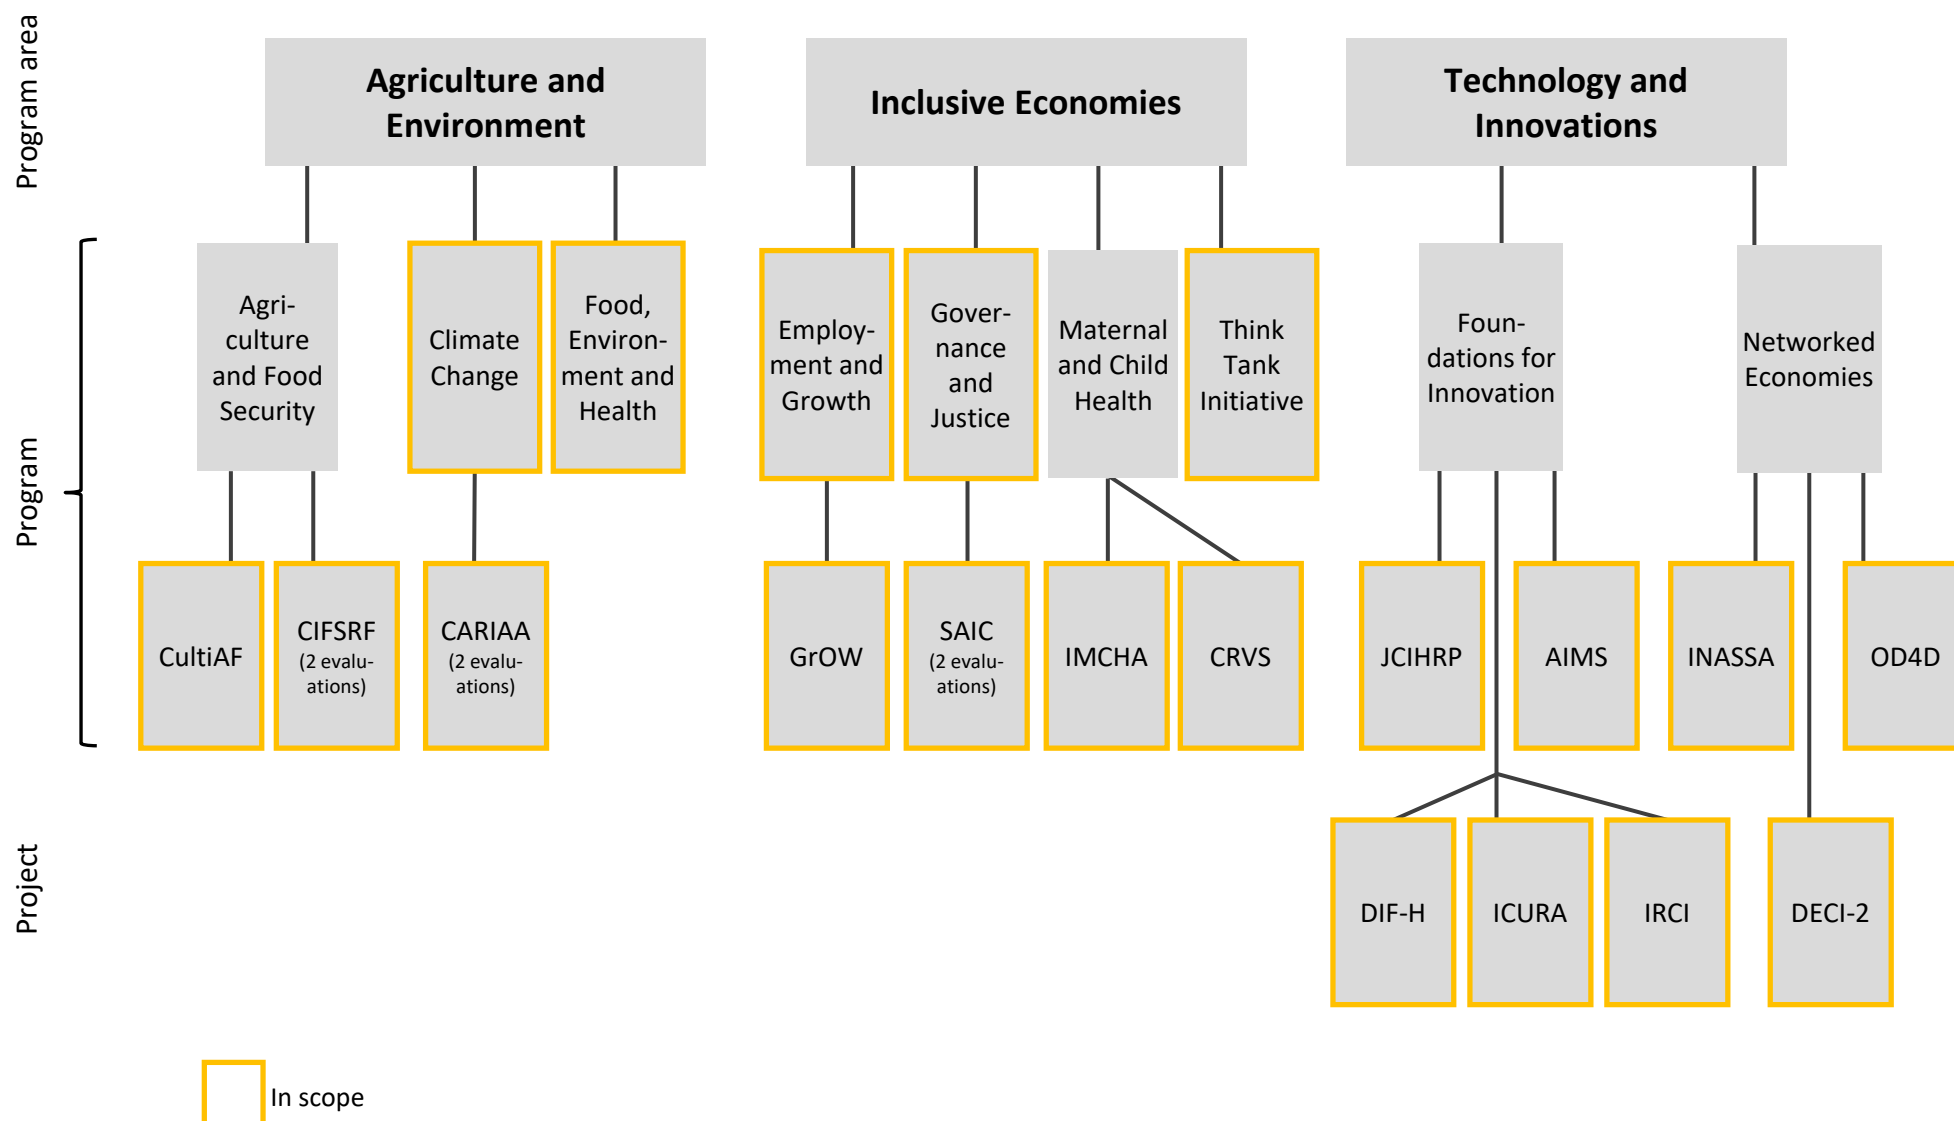 Program area
Agriculture and
Environment
Inclusive Economies
Technology and
Innovations
Program
Agri-
culture
and Food
Security
Climate
Change
Food,
Environ-
ment and
Health
Employ-
ment and
Growth
Gover-
nance
and
Justice
Maternal
and Child
Health
Think
Tank
Initiative
Foun-
dations for
Innovation
Networked
Economies
CultiAF
CIFSRF
(2 evalu-
ations)
CARIAA
(2 evalu-
ations)
GrOW
SAIC
(2 evalu-
ations)
IMCHA
CRVS
JCIHRP
AIMS
INASSA
OD4D
Project
DIF-H
ICURA
IRCI
DECI-2
In scope